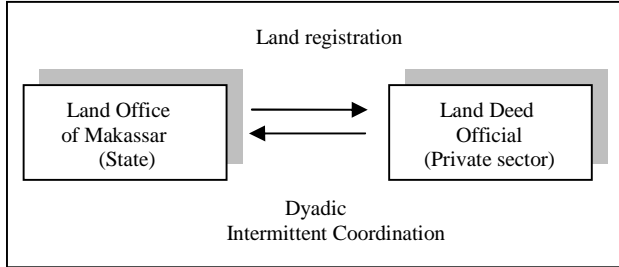 Land registration
Land Office
of Makassar
(State)
Land Deed
Official
(Private sector)
Dyadic
Intermittent Coordination